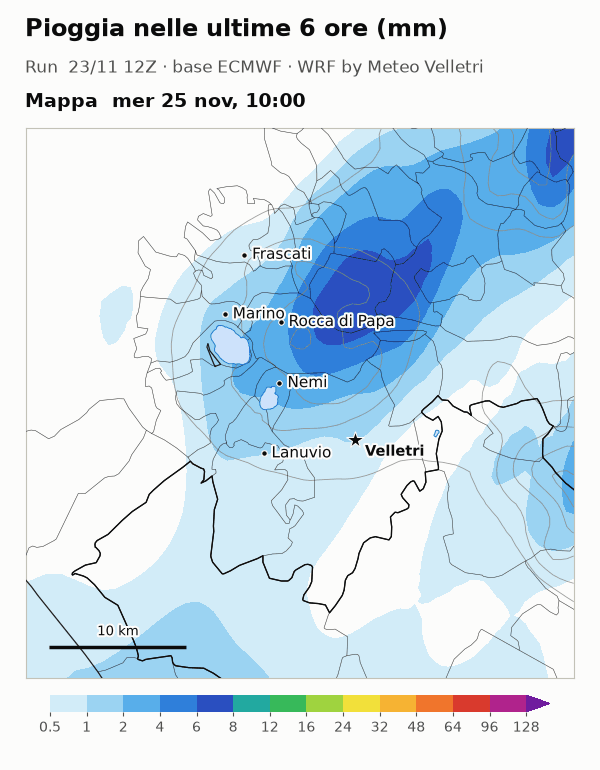 Pioggia nelle ultime 6 ore (mm)
Run 23/11 12Z · base ECMWF · WRF by Meteo Velletri
Mappa mer 25 nov, 10:00
Frascati
Marino
Rocca di Papa
Nemi
Velletri
Lanuvio
10 km
0.5 1 2 4 6 8 12 16 24 32 48 64 96 128